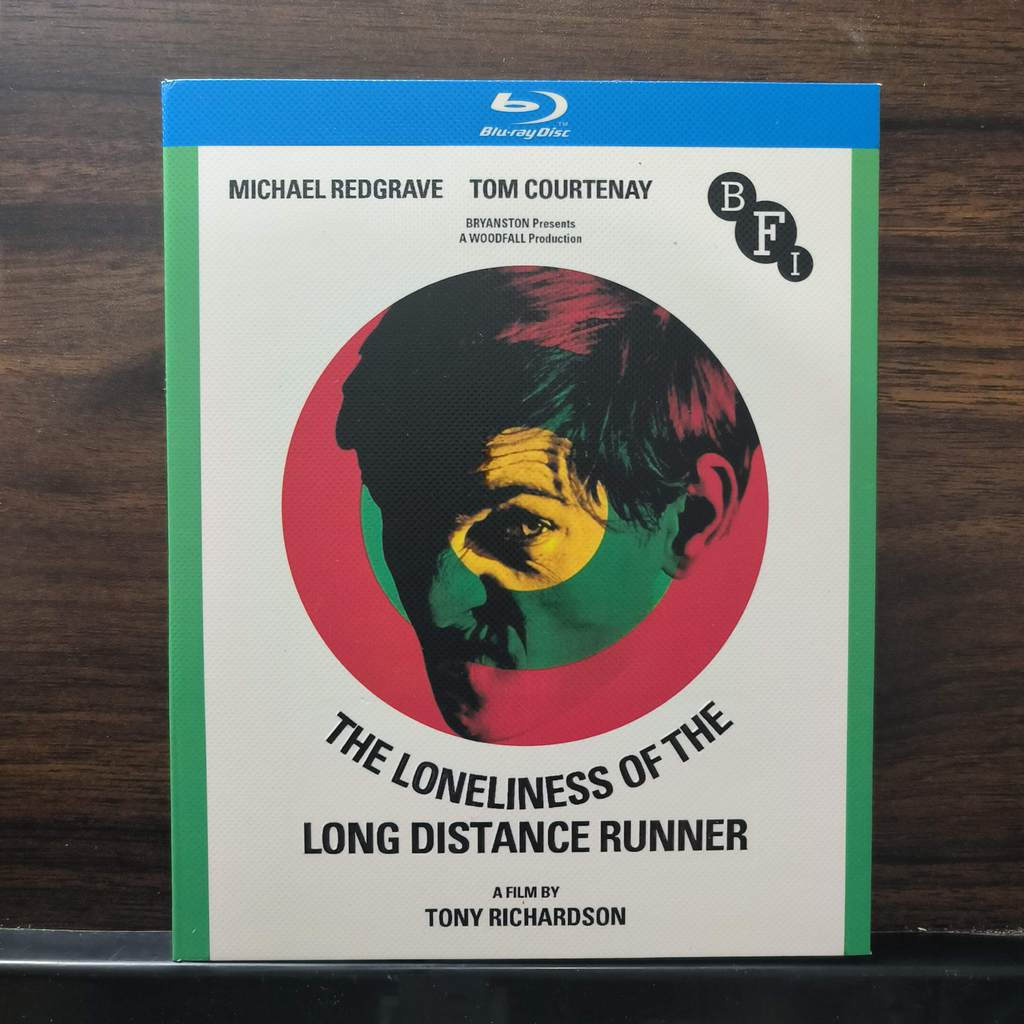 Blu-ray Disc™
MICHAEL REDGRAVE TOM COURTENAY
BFI
BRYANSTON Presents
A WOODFALL Production
THE LONELINESS OF THE
LONG DISTANCE RUNNER
A FILM BY
TONY RICHARDSON